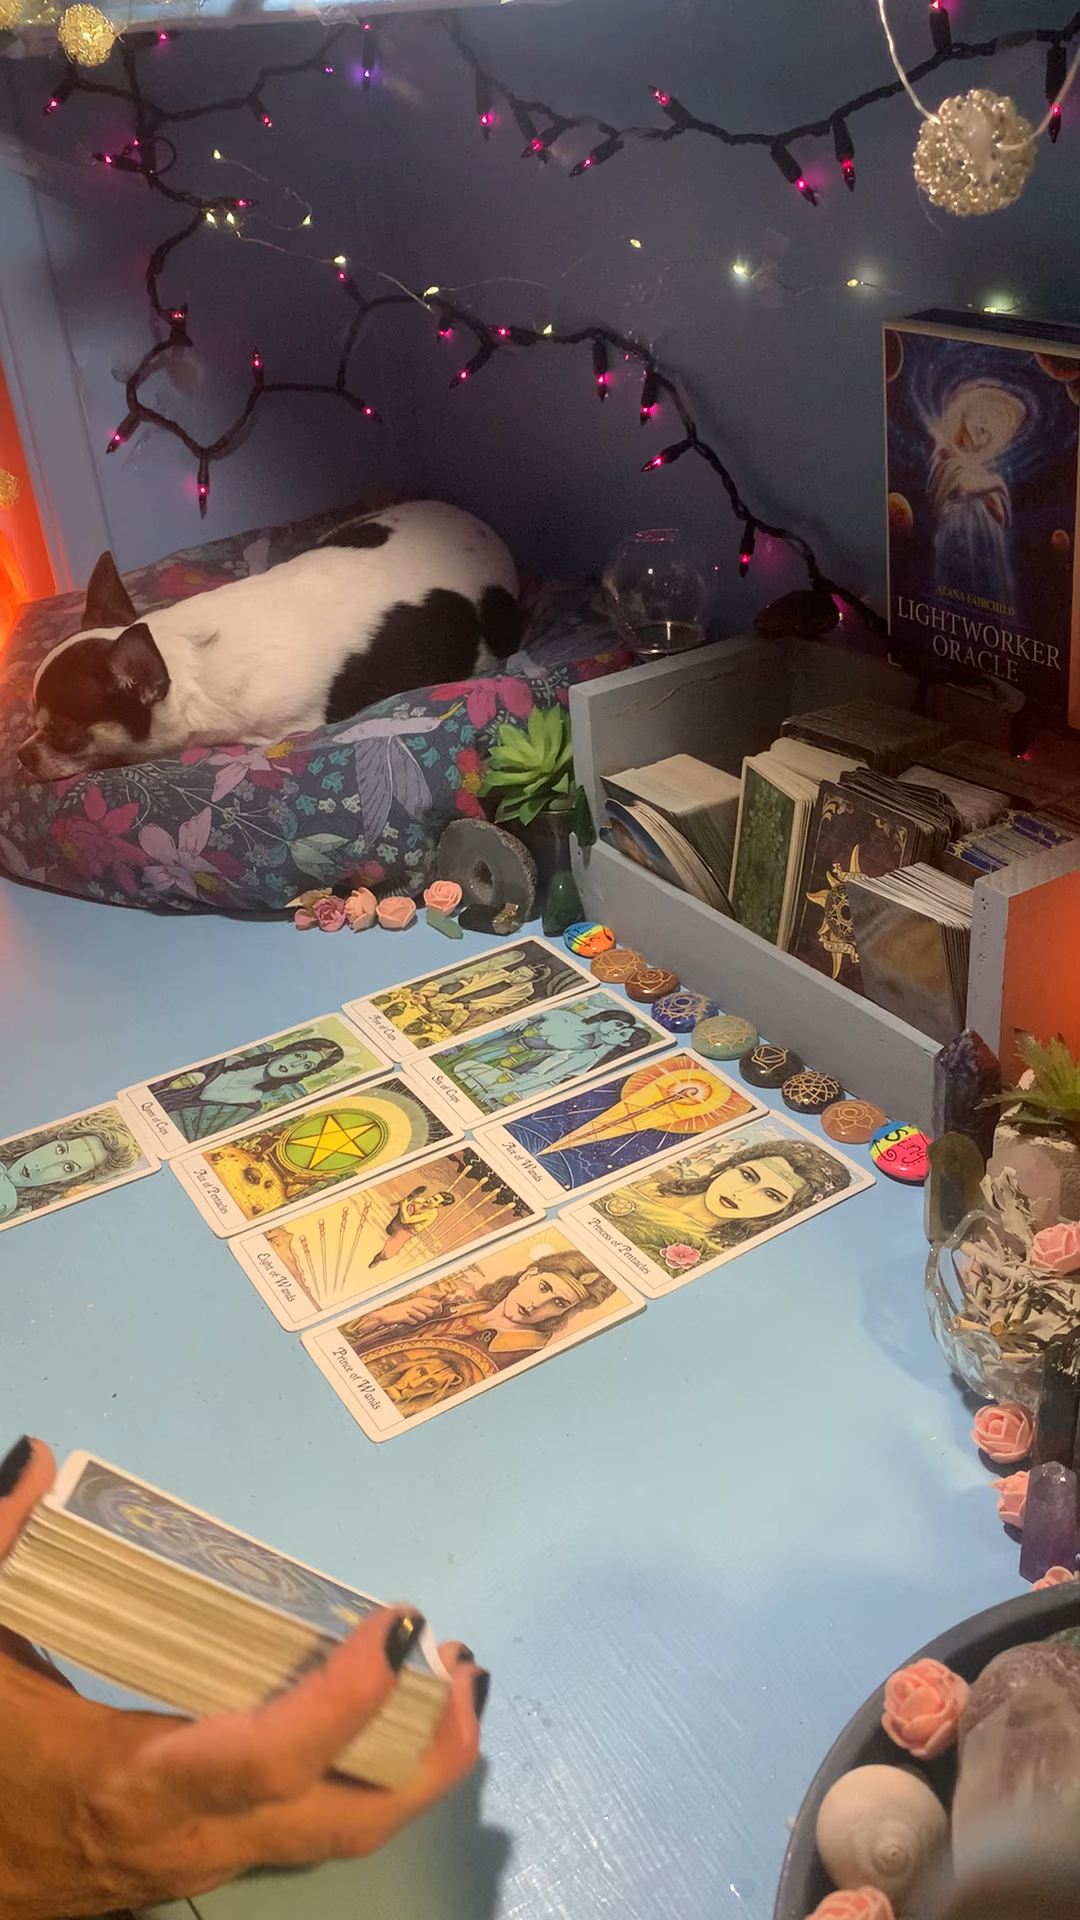 ALANA FAIRCHILD
LIGHTWORKER
ORACLE
Five of Cups
Six of Cups
Queen of Cups
Ace of Wands
Ace of Pentacles
Princess of Pentacles
Eight of Wands
Prince of Wands